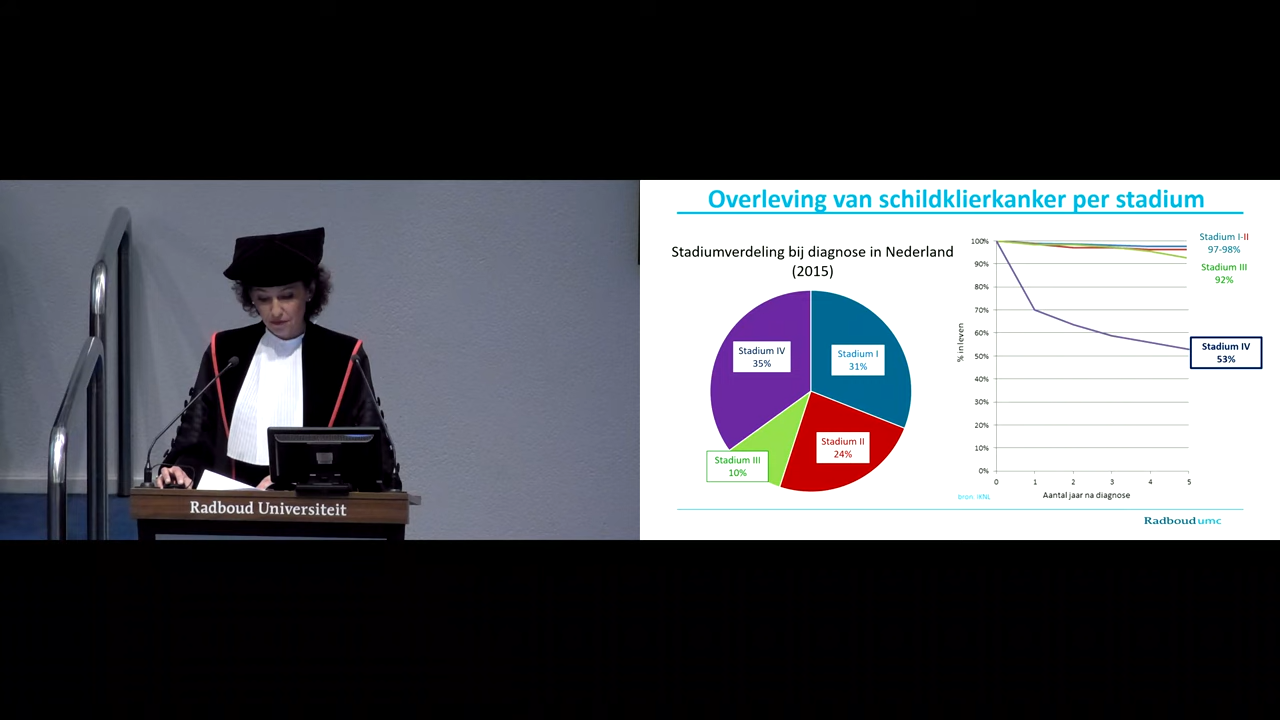 Radboud Universiteit
Overleving van schildklierkanker per stadium
Stadiumverdeling bij diagnose in Nederland
(2015)
Stadium IV
35%
Stadium I
31%
Stadium II
24%
Stadium III
10%
100%
90%
80%
70%
60%
50%
40%
30%
20%
10%
0%
% in leven
0 1 2 3 4 5
Aantal jaar na diagnose
Stadium I-II
97-98%
Stadium III
92%
Stadium IV
53%
bron: IKNL
Radboudumc